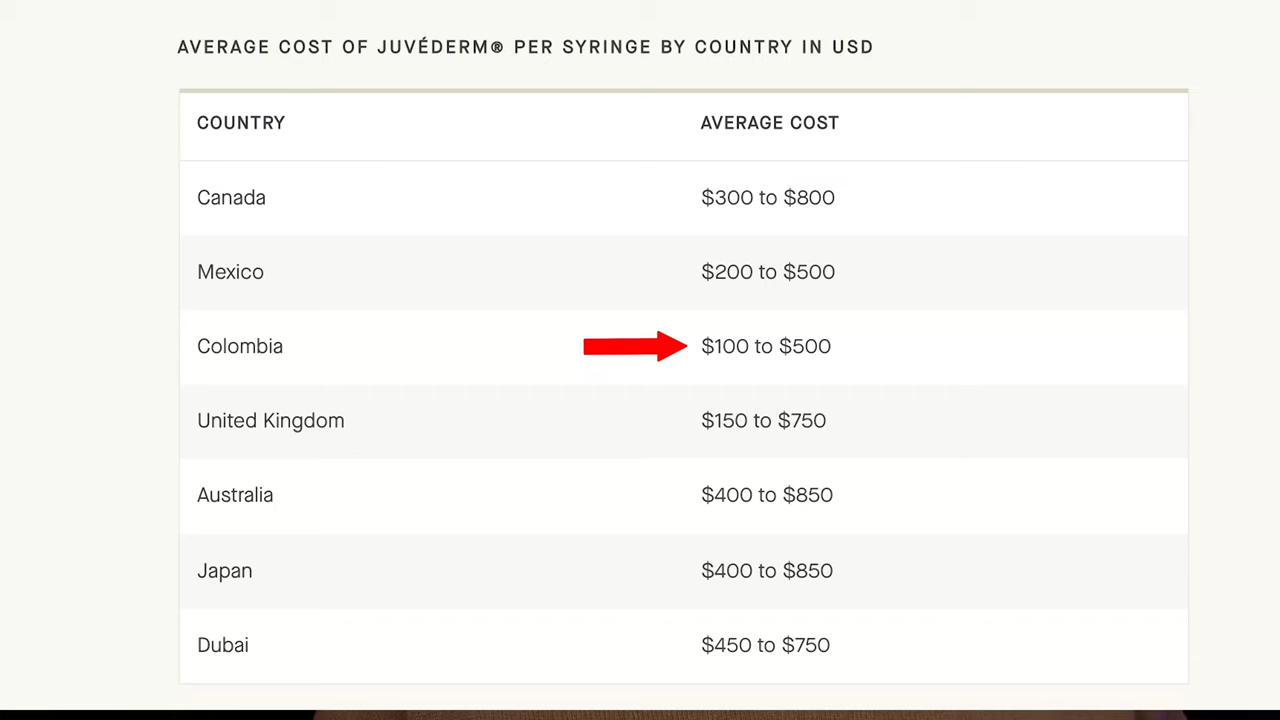 AVERAGE COST OF JUVÉDERM® PER SYRINGE BY COUNTRY IN USD
COUNTRY AVERAGE COST
Canada $300 to $800
Mexico $200 to $500
Colombia $100 to $500
United Kingdom $150 to $750
Australia $400 to $850
Japan $400 to $850
Dubai $450 to $750